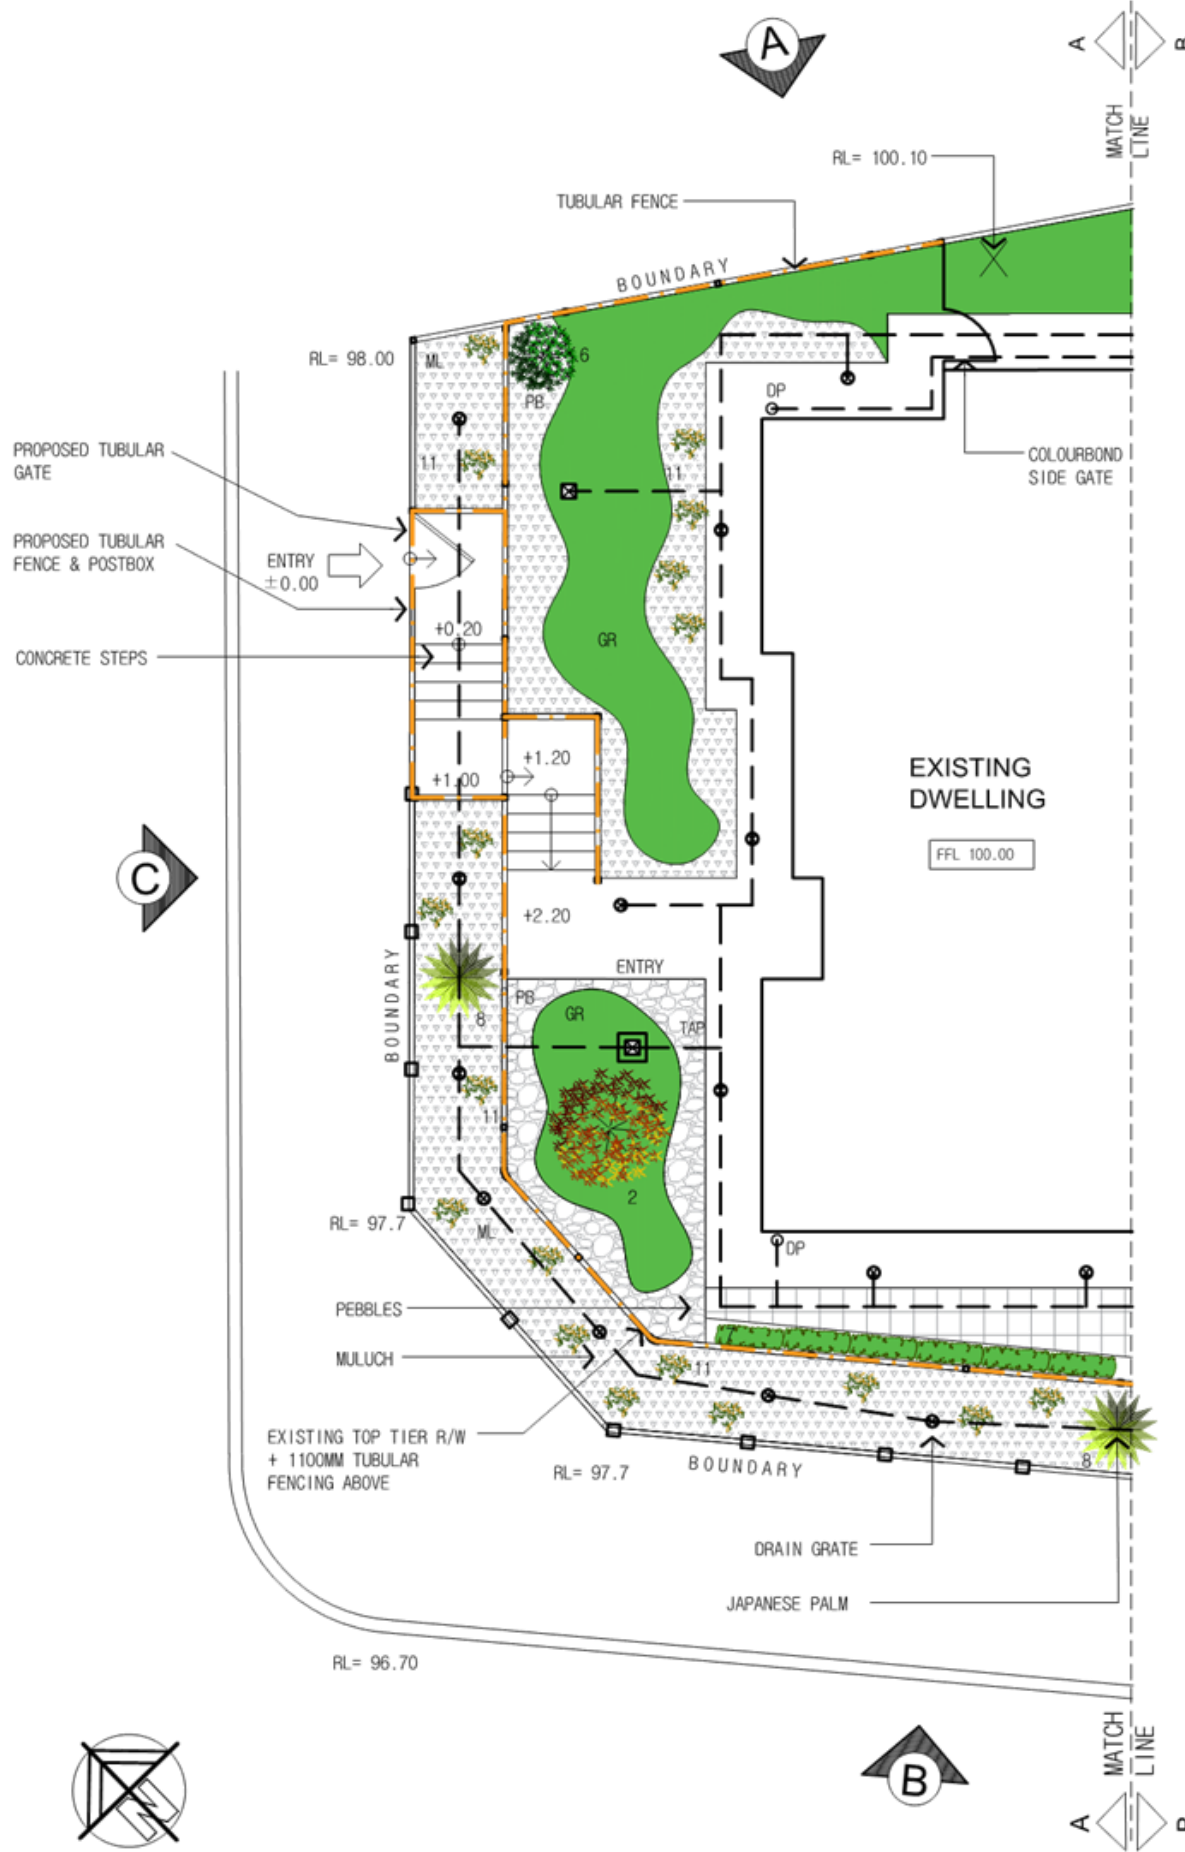 A
A
B
MATCH
LINE
RL= 100.10
TUBULAR FENCE
BOUNDARY
RL= 98.00
ML
6
PB
DP
PROPOSED TUBULAR
GATE
11
11
COLOURBOND
SIDE GATE
PROPOSED TUBULAR
FENCE & POSTBOX
ENTRY
±0.00
+0.20
GR
CONCRETE STEPS
+1.20
+1.00
EXISTING
DWELLING
FFL 100.00
C
+2.20
ENTRY
BOUNDARY
PB
GR
8
TAP
11
2
RL= 97.7
ML
DP
PEBBLES
7
MULUCH
11
EXISTING TOP TIER R/W
+ 1100MM TUBULAR
FENCING ABOVE
RL= 97.7
BOUNDARY
8
DRAIN GRATE
JAPANESE PALM
RL= 96.70
MATCH
LINE
B
A
B